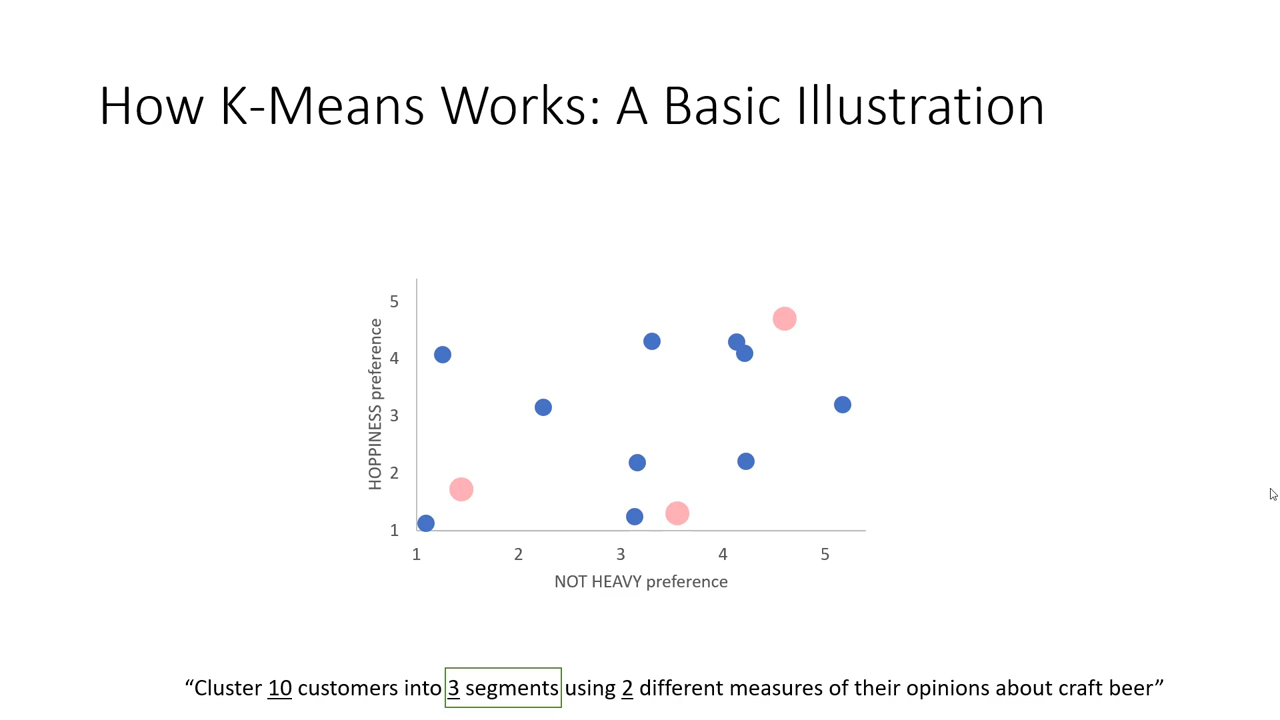 How K-Means Works: A Basic Illustration
5
4
3
2
1
HOPPINESS preference
1 2 3 4 5
NOT HEAVY preference
“Cluster 10 customers into 3 segments using 2 different measures of their opinions about craft beer”